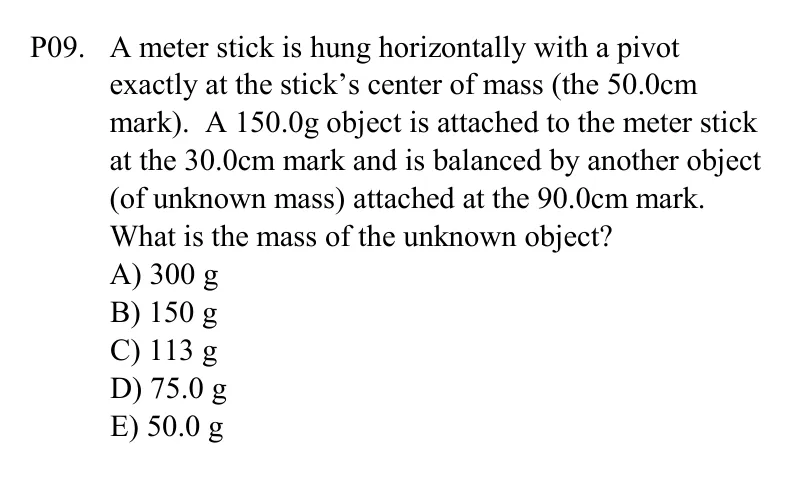 P09. A meter stick is hung horizontally with a pivot
exactly at the stick’s center of mass (the 50.0cm
mark). A 150.0g object is attached to the meter stick
at the 30.0cm mark and is balanced by another object
(of unknown mass) attached at the 90.0cm mark.
What is the mass of the unknown object?
A) 300 g
B) 150 g
C) 113 g
D) 75.0 g
E) 50.0 g